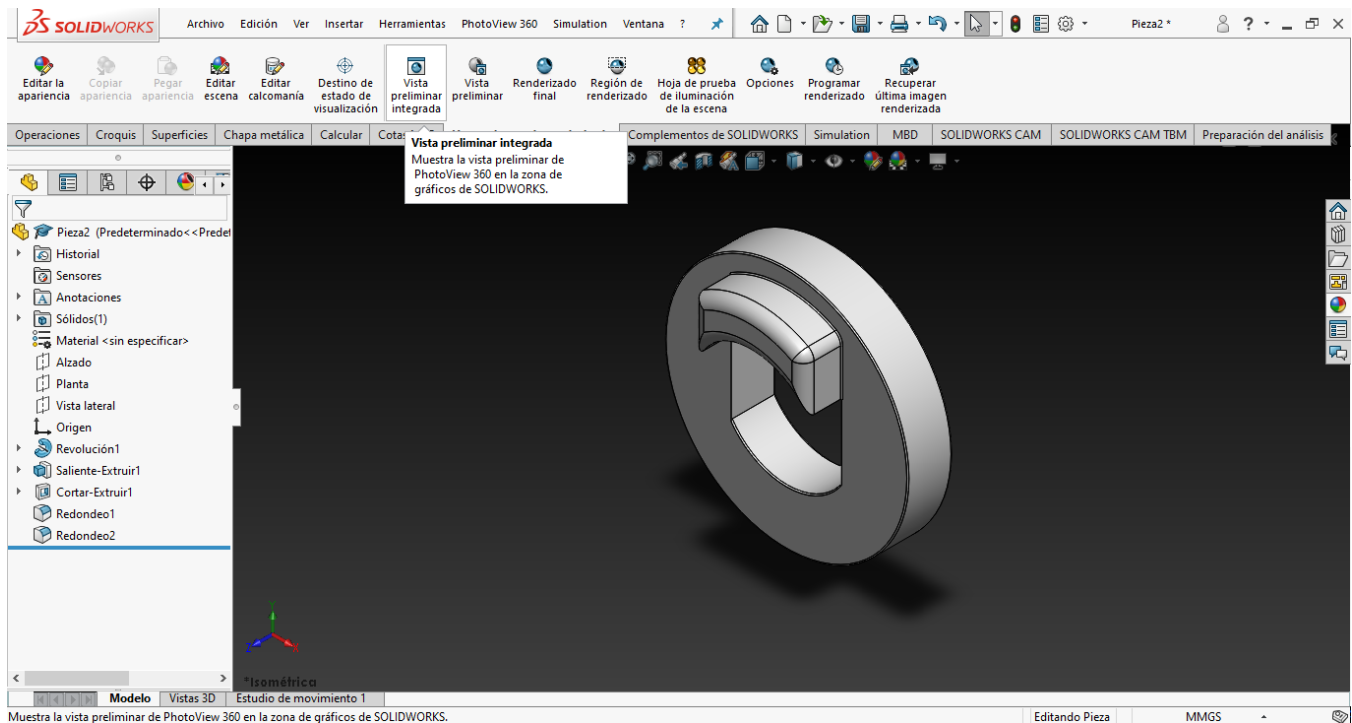 SOLIDWORKS
Archivo Edición Ver Insertar Herramientas PhotoView 360 Simulation Ventana ? Pieza2 * ?
Editar la apariencia
Copiar apariencia
Pegar apariencia
Editar escena
Editar calcomanía
Destino de estado de visualización
Vista preliminar integrada
Vista preliminar
Renderizado final
Región de renderizado
Hoja de prueba de iluminación de la escena
Opciones
Programar renderizado
Recuperar última imagen renderizada
Operaciones Croquis Superficies Chapa metálica Calcular Complementos de SOLIDWORKS Simulation MBD SOLIDWORKS CAM SOLIDWORKS CAM TBM Preparación del análisis
Vista preliminar integrada
Muestra la vista preliminar de
PhotoView 360 en la zona de
gráficos de SOLIDWORKS.
Pieza2 (Predeterminado<<Predet
Historial
Sensores
Anotaciones
Sólidos(1)
Material <sin especificar>
Alzado
Planta
Vista lateral
Origen
Revolución1
Saliente-Extruir1
Cortar-Extruir1
Redondeo1
Redondeo2
*Isométrica
Modelo Vistas 3D Estudio de movimiento 1
Muestra la vista preliminar de PhotoView 360 en la zona de gráficos de SOLIDWORKS. Editando Pieza MMGS